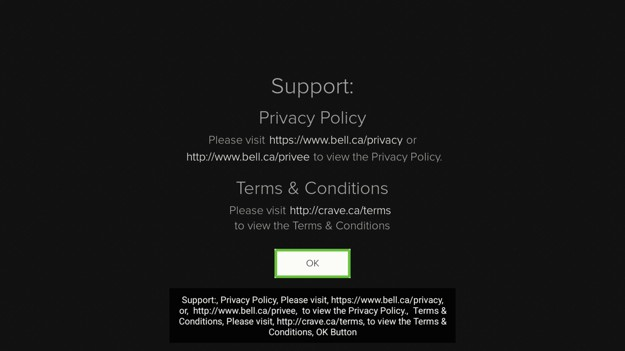 Support:
Privacy Policy
Please visit https://www.bell.ca/privacy or
http://www.bell.ca/privee to view the Privacy Policy.
Terms & Conditions
Please visit http://crave.ca/terms
to view the Terms & Conditions
OK
Support:, Privacy Policy, Please visit, https://www.bell.ca/privacy,
or,  http://www.bell.ca/privee,  to view the Privacy Policy.,  Terms &
Conditions, Please visit, http://crave.ca/terms, to view the Terms &
Conditions, OK Button